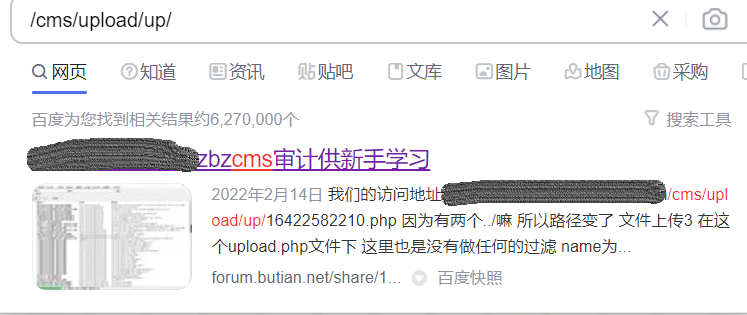 /cms/upload/up/
网页 知道 资讯 贴 贴吧 文库 图片 地图 采购
百度为您找到相关结果约6,270,000个 搜索工具
zbzcms审计供新手学习
2022年2月14日 我们的访问地址 /cms/upl
oad/up/16422582210.php 因为有两个../嘛 所以路径变了 文件上传3 在这
个upload.php文件下 这里也是没有做任何的过滤 name为...
forum.butian.net/share/1... 百度快照